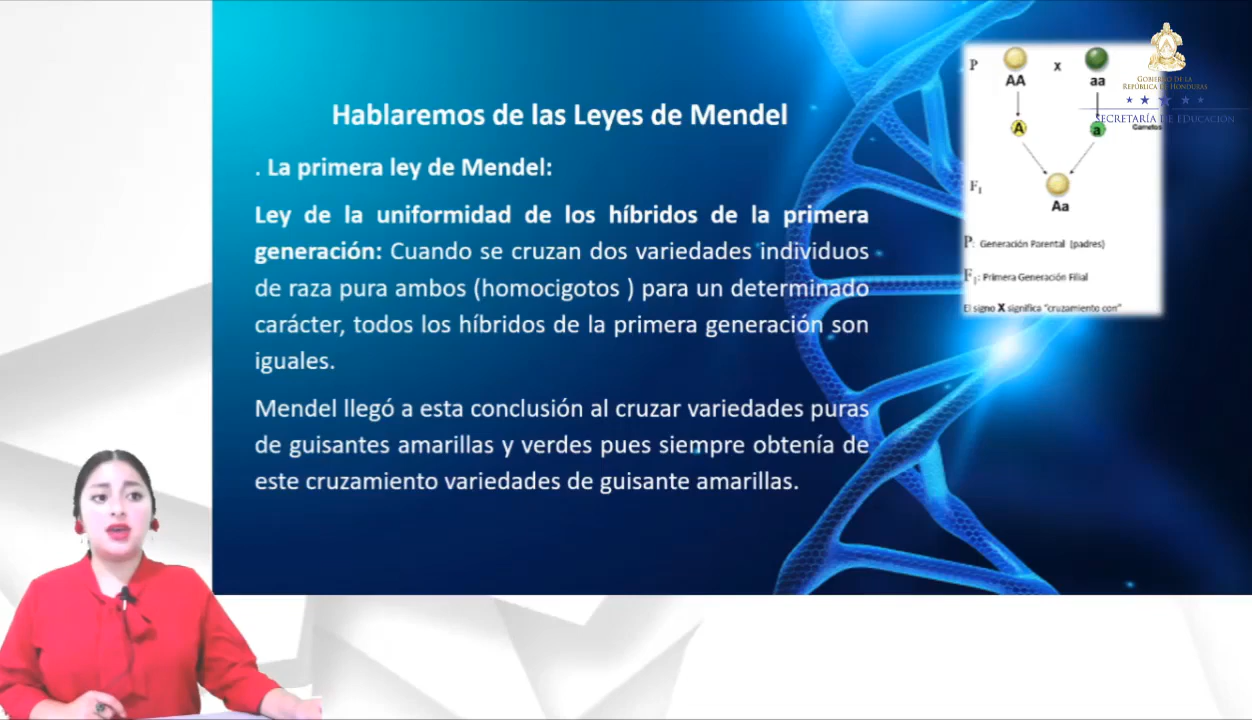 Hablaremos de las Leyes de Mendel
. La primera ley de Mendel:
Ley de la uniformidad de los híbridos de la primera
generación: Cuando se cruzan dos variedades individuos
de raza pura ambos (homocigotos ) para un determinado
carácter, todos los híbridos de la primera generación son
iguales.
Mendel llegó a esta conclusión al cruzar variedades puras
de guisantes amarillas y verdes pues siempre obtenía de
este cruzamiento variedades de guisante amarillas.
P x
AA aa
A a Gametos
F1
Aa
P: Generación Parental (padres)
F1: Primera Generación Filial
El signo X significa "cruzamiento con"
GOBIERNO DE LA
REPÚBLICA DE HONDURAS
SECRETARÍA DE EDUCACIÓN